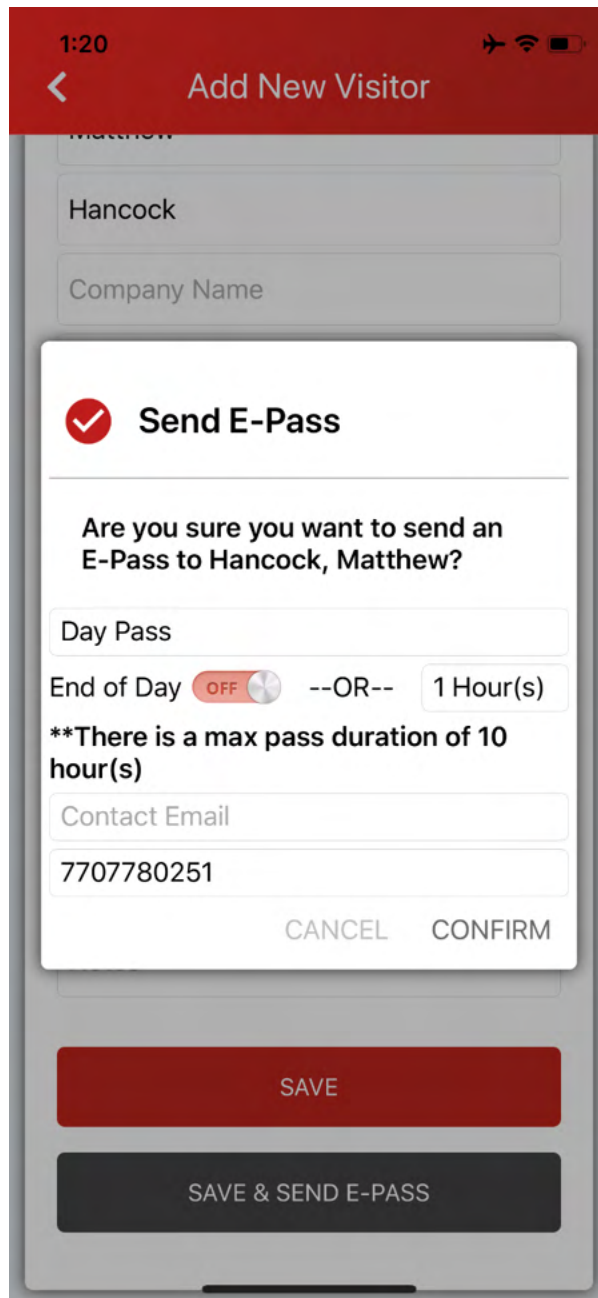 1:20
Add New Visitor
Matthew
Hancock
Company Name
Send E-Pass
Are you sure you want to send an
E-Pass to Hancock, Matthew?
Day Pass
End of Day OFF --OR-- 1 Hour(s)
**There is a max pass duration of 10
hour(s)
Contact Email
7707780251
CANCEL CONFIRM
Notes
SAVE
SAVE & SEND E-PASS